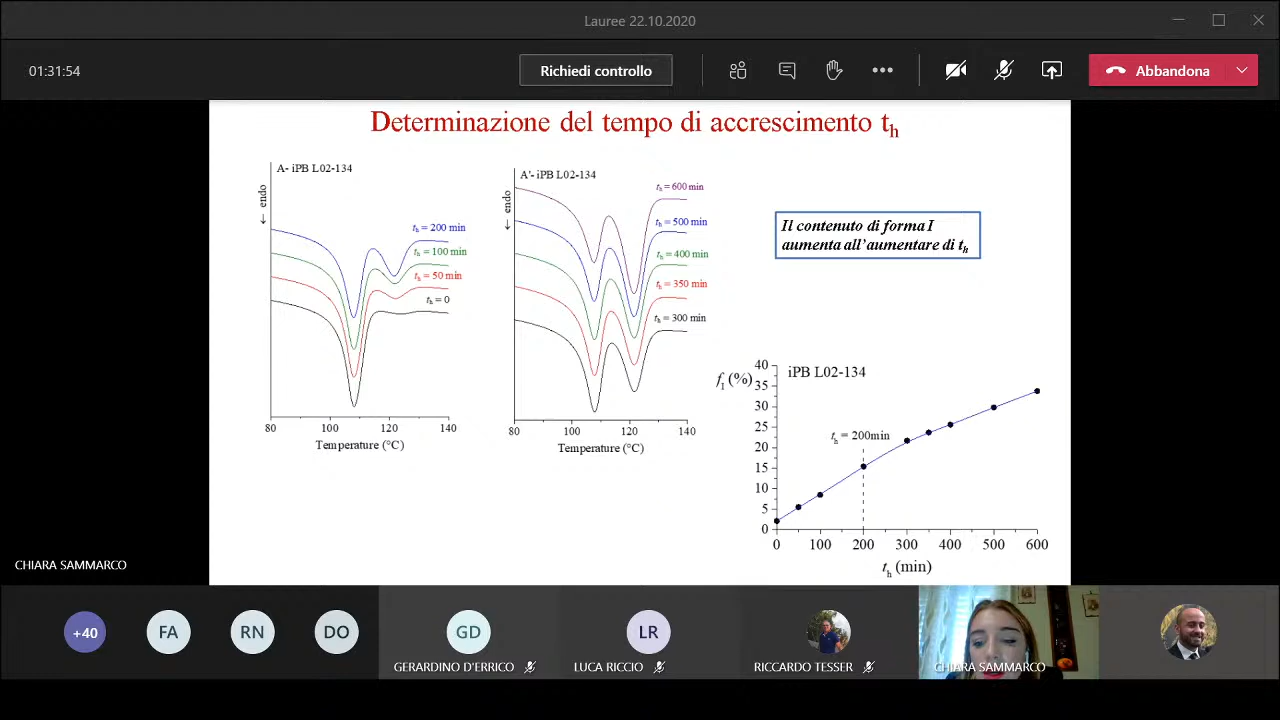 Lauree 22.10.2020
01:31:54
Richiedi controllo
Abbandona
Determinazione del tempo di accrescimento th
A- iPB L02-134
← endo
th = 200 min
th = 100 min
th = 50 min
th = 0
80 100 120 140
Temperature (°C)
A'- iPB L02-134
← endo
th = 600 min
th = 500 min
th = 400 min
th = 350 min
th = 300 min
80 100 120 140
Temperature (°C)
Il contenuto di forma I
aumenta all'aumentare di th
fI (%)
iPB L02-134
40
35
30
25
20
15
10
5
0
th = 200min
0 100 200 300 400 500 600
th (min)
CHIARA SAMMARCO
+40
FA
RN
DO
GD
GERARDINO D'ERRICO
LR
LUCA RICCIO
RICCARDO TESSER
CHIARA SAMMARCO